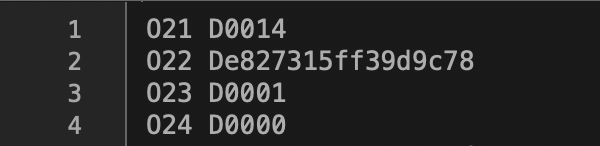 1 O21 D0014
2 O22 De827315ff39d9c78
3 O23 D0001
4 O24 D0000